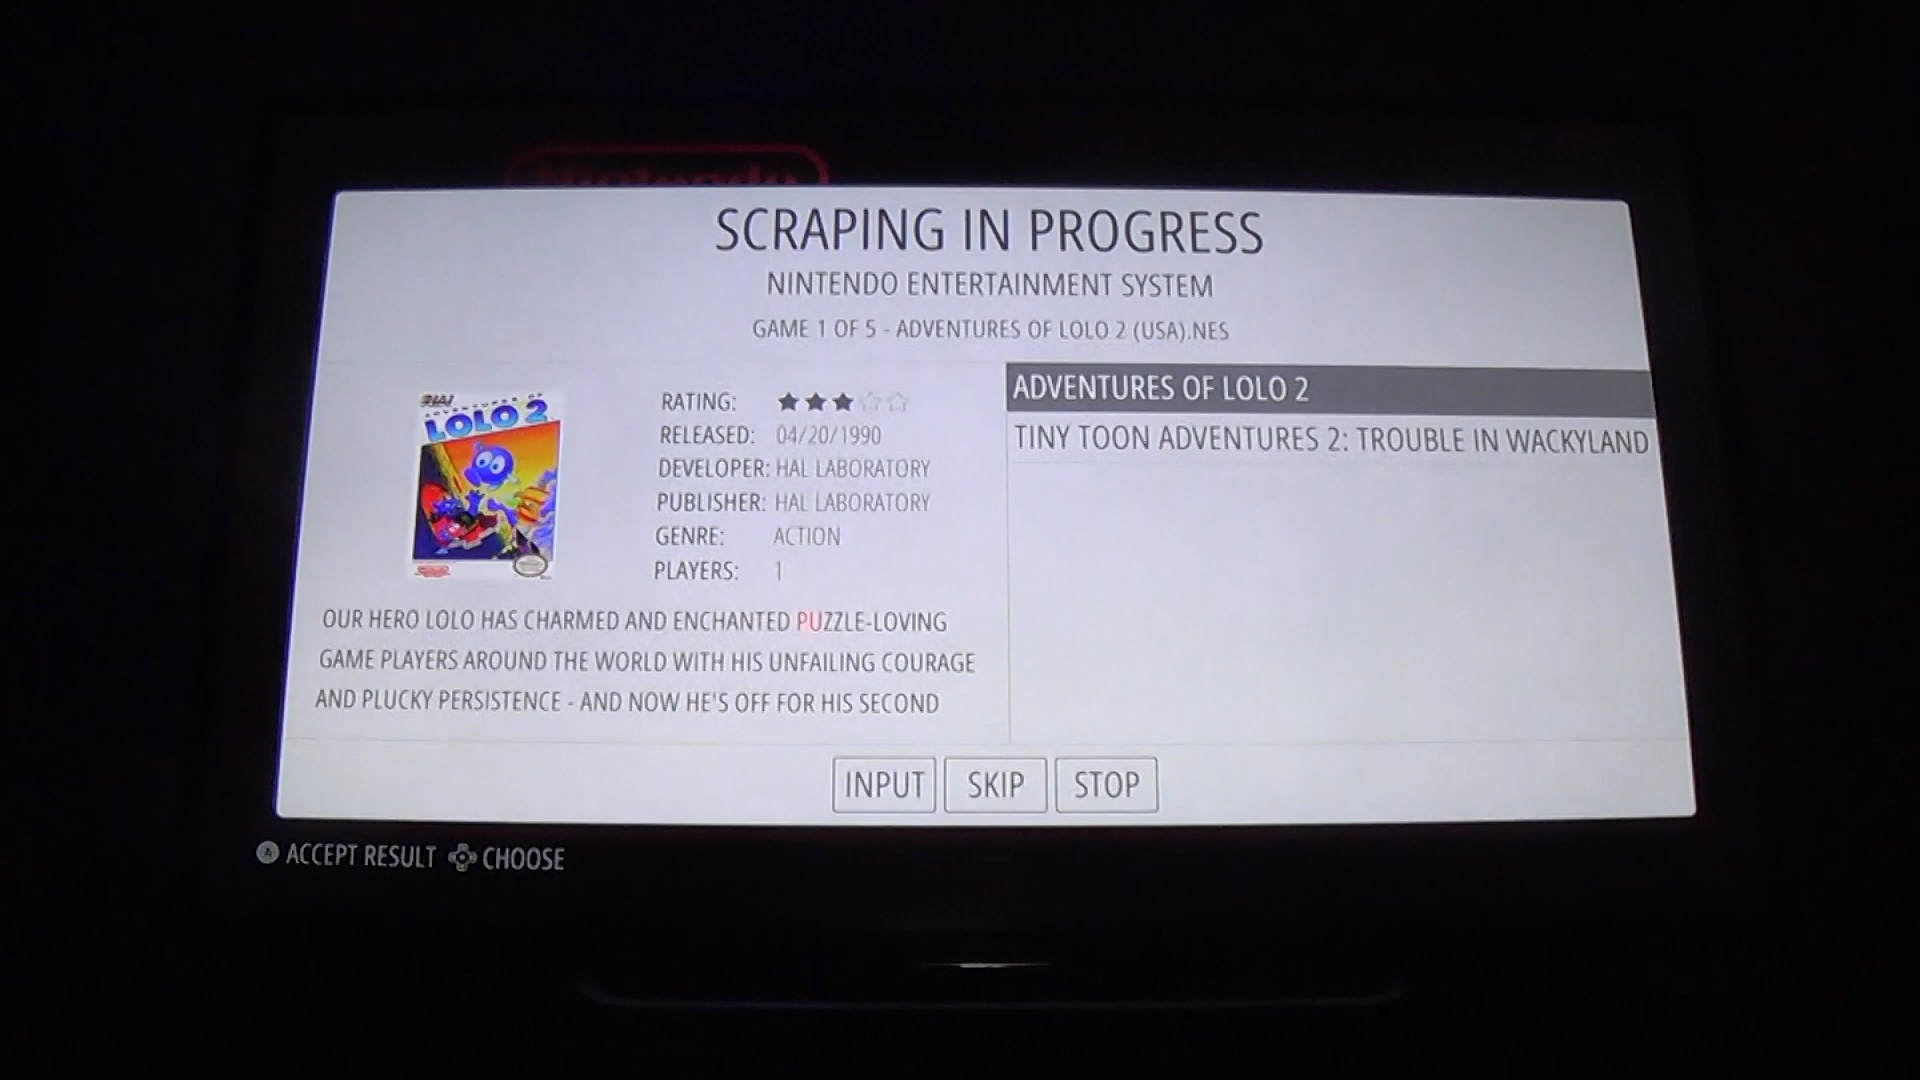 Nintendo
SCRAPING IN PROGRESS
NINTENDO ENTERTAINMENT SYSTEM
GAME 1 OF 5 - ADVENTURES OF LOLO 2 (USA).NES
HAL
ADVENTURES OF
LOLO 2
RATING:
RELEASED: 04/20/1990
DEVELOPER: HAL LABORATORY
PUBLISHER: HAL LABORATORY
GENRE: ACTION
PLAYERS: 1
OUR HERO LOLO HAS CHARMED AND ENCHANTED PUZZLE-LOVING
GAME PLAYERS AROUND THE WORLD WITH HIS UNFAILING COURAGE
AND PLUCKY PERSISTENCE - AND NOW HE'S OFF FOR HIS SECOND
ADVENTURES OF LOLO 2
TINY TOON ADVENTURES 2: TROUBLE IN WACKYLAND
INPUT SKIP STOP
A ACCEPT RESULT CHOOSE